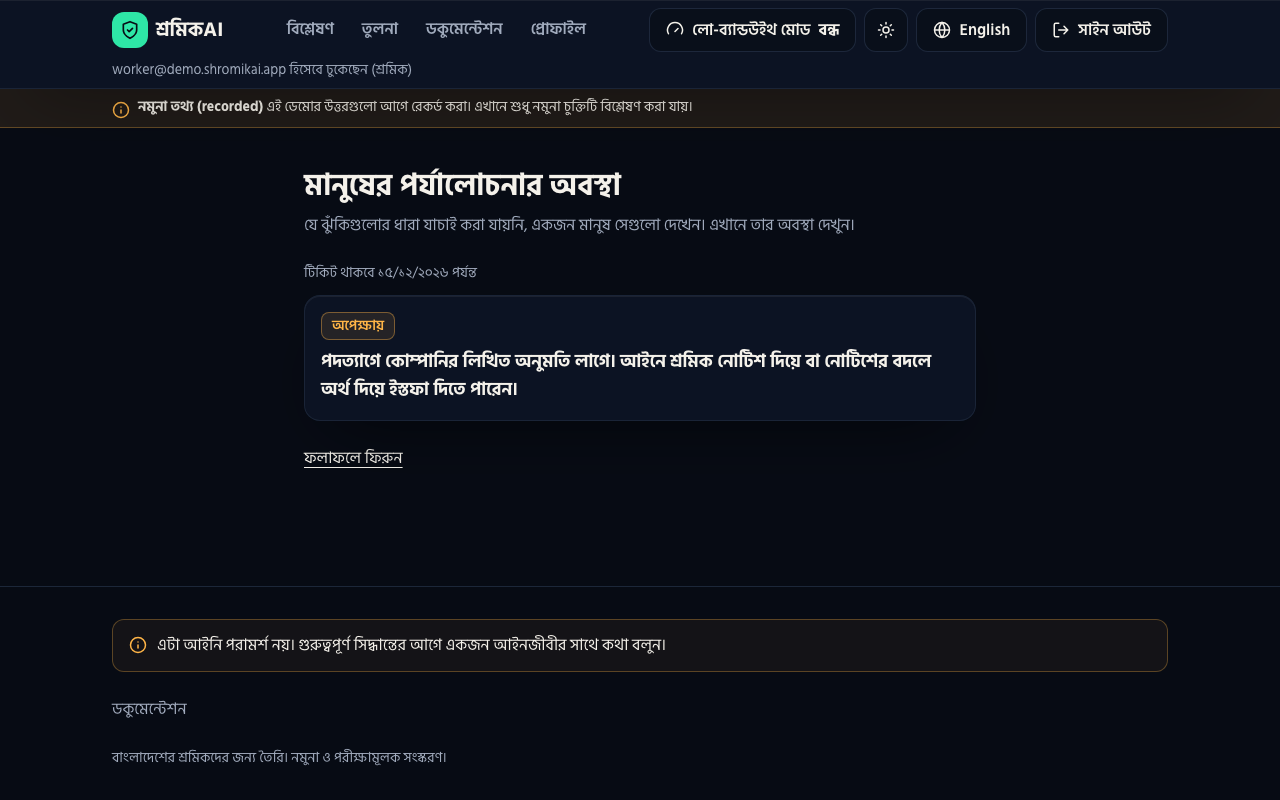 শ্রমিকAI
বিশ্লেষণ তুলনা ডকুমেন্টেশন প্রোফাইল
লো-ব্যান্ডউইথ মোড বন্ধ
English
সাইন আউট
worker@demo.shromikai.app হিসেবে ঢুকেছেন (শ্রমিক)
নমুনা তথ্য (recorded) এই ডেমোর উত্তরগুলো আগে রেকর্ড করা। এখানে শুধু নমুনা চুক্তিটি বিশ্লেষণ করা যায়।
মানুষের পর্যালোচনার অবস্থা
যে ঝুঁকিগুলোর ধারা যাচাই করা যায়নি, একজন মানুষ সেগুলো দেখেন। এখানে তার অবস্থা দেখুন।
টিকিট থাকবে ১৫/১২/২০২৬ পর্যন্ত
অপেক্ষায়
পদত্যাগে কোম্পানির লিখিত অনুমতি লাগে। আইনে শ্রমিক নোটিশ দিয়ে বা নোটিশের বদলে
অর্থ দিয়ে ইস্তফা দিতে পারেন।
ফলাফলে ফিরুন
এটা আইনি পরামর্শ নয়। গুরুত্বপূর্ণ সিদ্ধান্তের আগে একজন আইনজীবীর সাথে কথা বলুন।
ডকুমেন্টেশন
বাংলাদেশের শ্রমিকদের জন্য তৈরি। নমুনা ও পরীক্ষামূলক সংস্করণ।